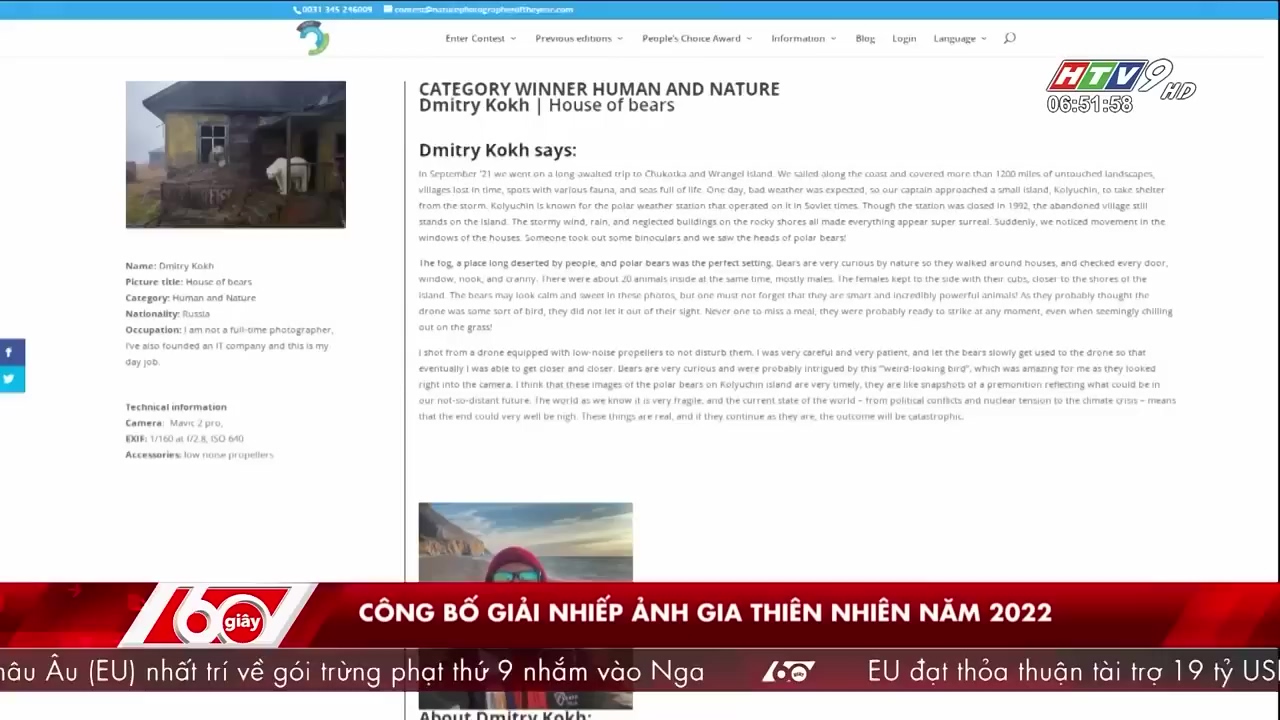 0031 345 246009 content@naturephotographeroftheyear.com
Enter Contest Previous editions People's Choice Award Information Blog Login Language
HTV9 HD
06:51:58
CATEGORY WINNER HUMAN AND NATURE
Dmitry Kokh | House of bears
Dmitry Kokh says:
In September '21 we went on a long-awaited trip to Chukotka and Wrangel Island. We sailed along the coast and covered more than 1200 miles of untouched landscapes,
villages lost in time, spots with various fauna, and seas full of life. One day, bad weather was expected, so our captain approached a small island, Kolyuchin, to take shelter
from the storm. Kolyuchin is known for the polar weather station that operated on it in Soviet times. Though the station was closed in 1992, the abandoned village still
stands on the island. The stormy wind, rain, and neglected buildings on the rocky shores all made everything appear super surreal. Suddenly, we noticed movement in the
windows of the houses. Someone took out some binoculars and we saw the heads of polar bears!
The fog, a place long deserted by people, and polar bears was the perfect setting. Bears are very curious by nature so they walked around houses, and checked every door,
window, nook, and cranny. There were about 20 animals inside at the same time, mostly males. The females kept to the side with their cubs, closer to the shores of the
island. The bears may look calm and sweet in these photos, but one must not forget that they are smart and incredibly powerful animals! As they probably thought the
drone was some sort of bird, they did not let it out of their sight. Never one to miss a meal, they were probably ready to strike at any moment, even when seemingly chilling
out on the grass!
I shot from a drone equipped with low-noise propellers to not disturb them. I was very careful and very patient, and let the bears slowly get used to the drone so that
eventually I was able to get closer and closer. Bears are very curious and were probably intrigued by this "weird-looking bird", which was amazing for me as they looked
right into the camera. I think that these images of the polar bears on Kolyuchin island are very timely, they are like snapshots of a premonition reflecting what could be in
our not-so-distant future. The world as we know it is very fragile, and the current state of the world – from political conflicts and nuclear tension to the climate crisis – means
that the end could very well be nigh. These things are real, and if they continue as they are, the outcome will be catastrophic.
Name: Dmitry Kokh
Picture title: House of bears
Category: Human and Nature
Nationality: Russia
Occupation: I am not a full-time photographer,
I've also founded an IT company and this is my
day job.
Technical information
Camera: Mavic 2 pro,
EXIF: 1/160 at f/2.8, ISO 640
Accessories: low noise propellers
60 giây
CÔNG BỐ GIẢI NHIẾP ẢNH GIA THIÊN NHIÊN NĂM 2022
hâu Âu (EU) nhất trí về gói trừng phạt thứ 9 nhắm vào Nga 60 giây EU đạt thỏa thuận tài trợ 19 tỷ USD
About Dmitry Kokh: